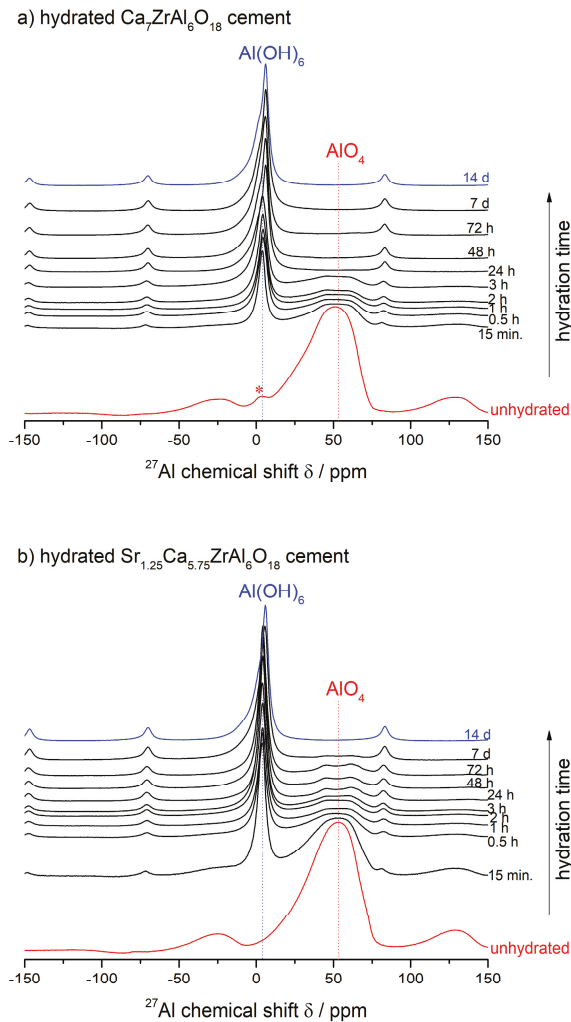 a) hydrated Ca₇ZrAl₆O₁₈ cement
Al(OH)₆
AlO₄
14 d
7 d
72 h
48 h
24 h
3 h
2 h
1 h
0.5 h
15 min.
*
unhydrated
hydration time
-150 -100 -50 0 50 100 150
²⁷Al chemical shift δ / ppm
b) hydrated Sr₁.₂₅Ca₅.₇₅ZrAl₆O₁₈ cement
Al(OH)₆
AlO₄
14 d
7 d
72 h
48 h
24 h
3 h
2 h
1 h
0.5 h
15 min.
unhydrated
hydration time
-150 -100 -50 0 50 100 150
²⁷Al chemical shift δ / ppm